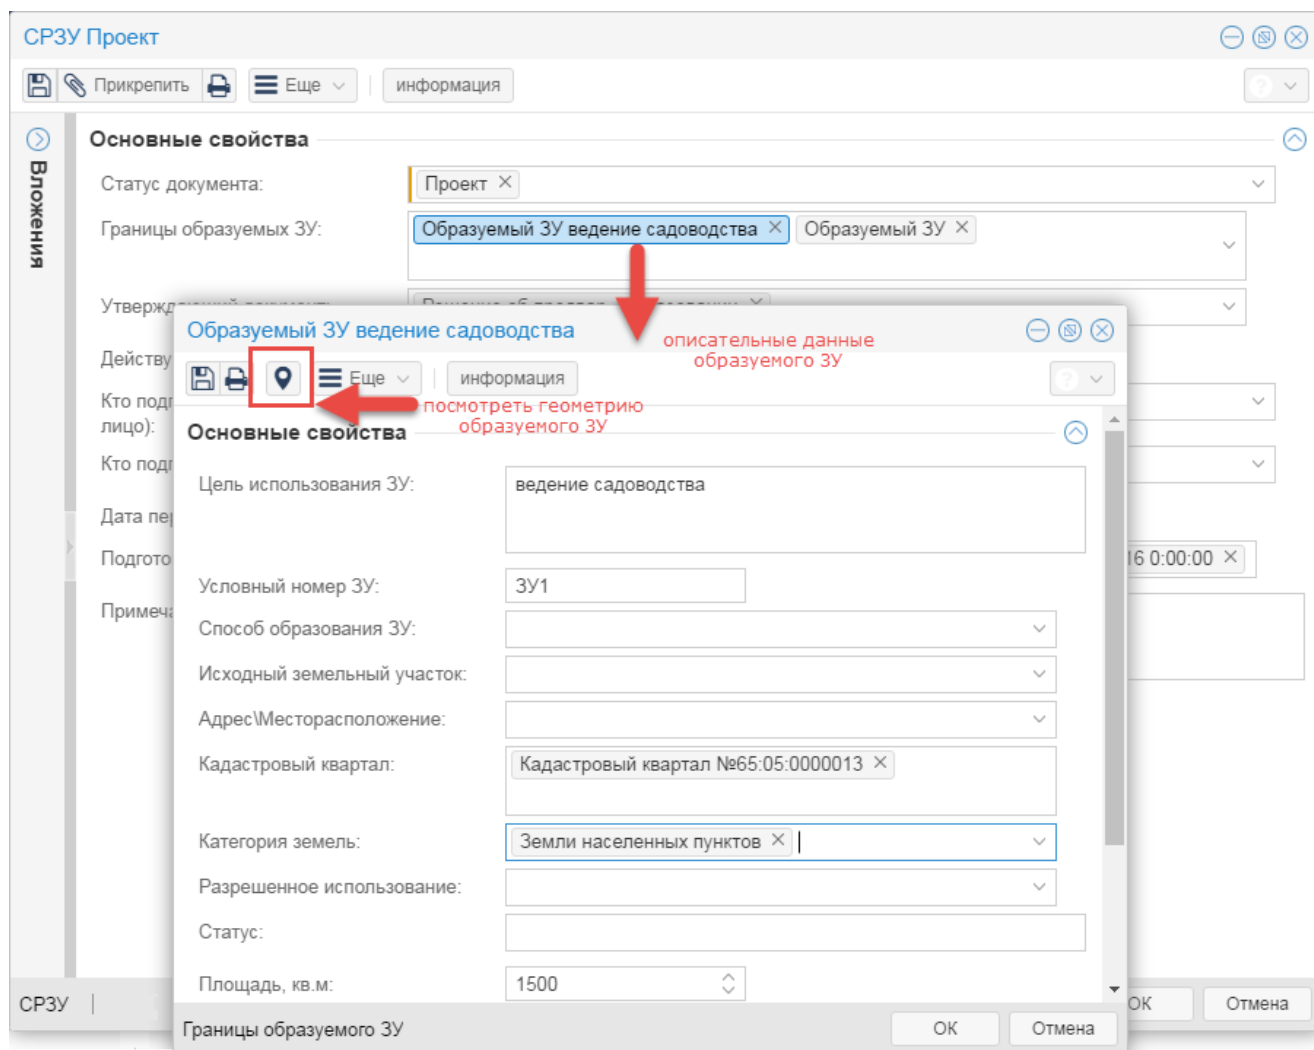 СРЗУ Проект
Прикрепить
Еще
информация
?
Вложения
Основные свойства
Статус документа:
Проект
Границы образуемых ЗУ:
Образуемый ЗУ ведение садоводства
Образуемый ЗУ
Образуемый ЗУ ведение садоводства
описательные данные
образуемого ЗУ
Действу
Еще
информация
?
Кто под
лицо):
посмотреть геометрию
образуемого ЗУ
Основные свойства
Кто под
Цель использования ЗУ:
ведение садоводства
Дата пе
Подгото
16 0:00:00
Условный номер ЗУ:
ЗУ1
Примеча
Способ образования ЗУ:
Исходный земельный участок:
Адрес\Месторасположение:
Кадастровый квартал:
Кадастровый квартал №65:05:0000013
Категория земель:
Земли населенных пунктов
Разрешенное использование:
Статус:
Площадь, кв.м:
1500
СРЗУ
ОК
Отмена
Границы образуемого ЗУ
ОК
Отмена